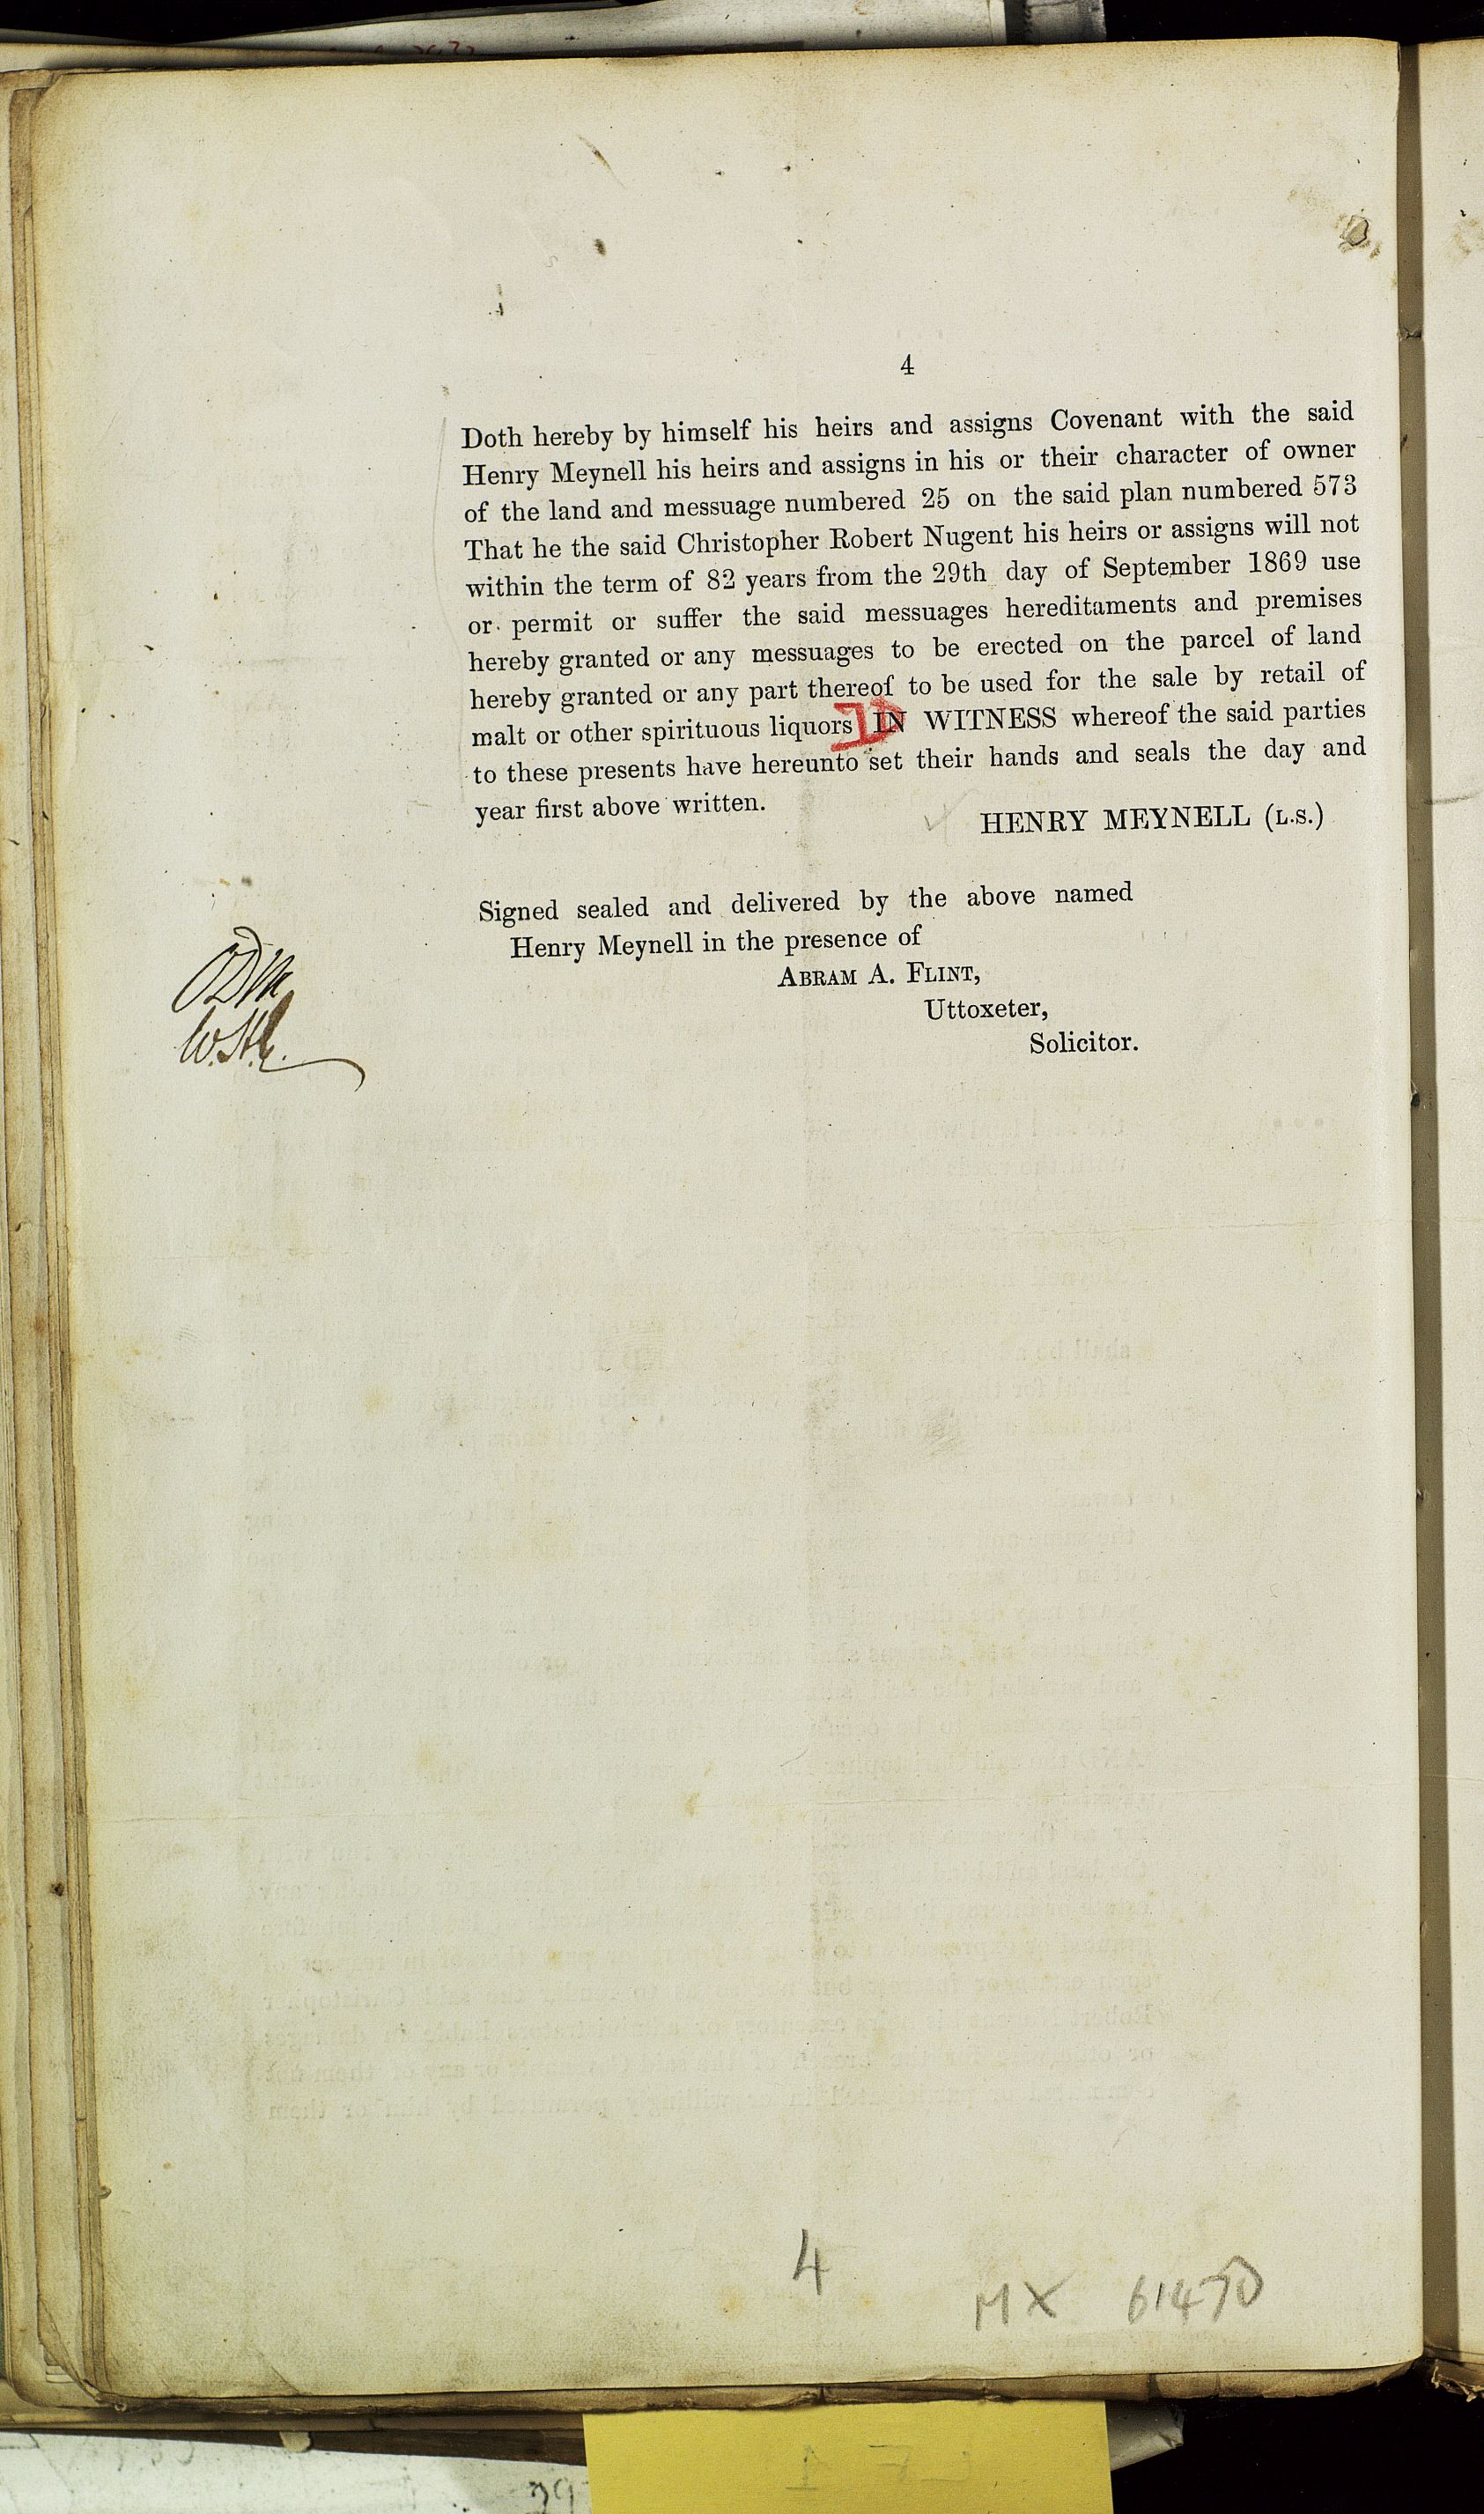 4
Doth hereby by himself his heirs and assigns Covenant with the said
Henry Meynell his heirs and assigns in his or their character of owner
of the land and messuage numbered 25 on the said plan numbered 573
That he the said Christopher Robert Nugent his heirs or assigns will not
within the term of 82 years from the 29th day of September 1869 use
or permit or suffer the said messuages hereditaments and premises
hereby granted or any messuages to be erected on the parcel of land
hereby granted or any part thereof to be used for the sale by retail of
malt or other spirituous liquors IN WITNESS whereof the said parties
to these presents have hereunto set their hands and seals the day and
year first above written.
HENRY MEYNELL (L.S.)
Signed sealed and delivered by the above named
Henry Meynell in the presence of
ABRAM A. FLINT,
Uttoxeter,
Solicitor.
4
MX 61470